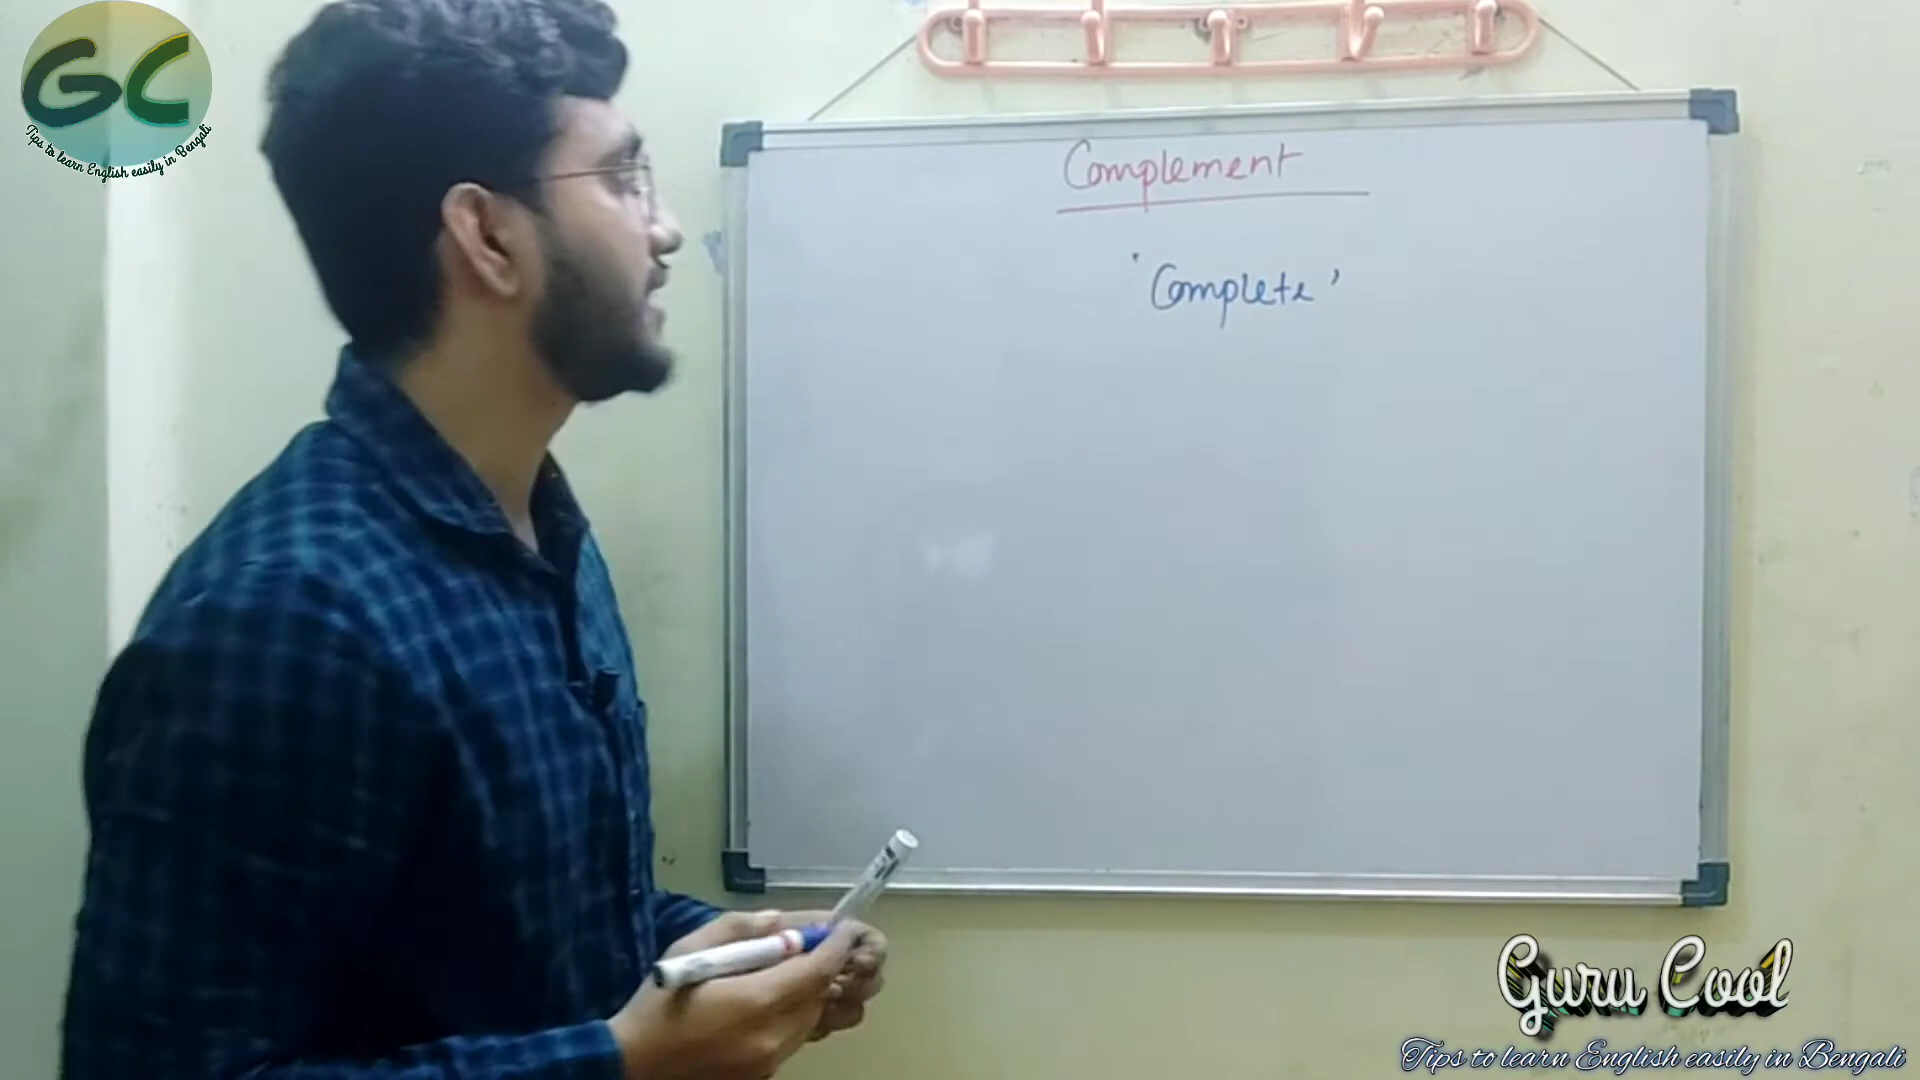 GC
Tips to learn English easily in Bengali
Complement
'Complete'
Guru Cool
Tips to learn English easily in Bengali